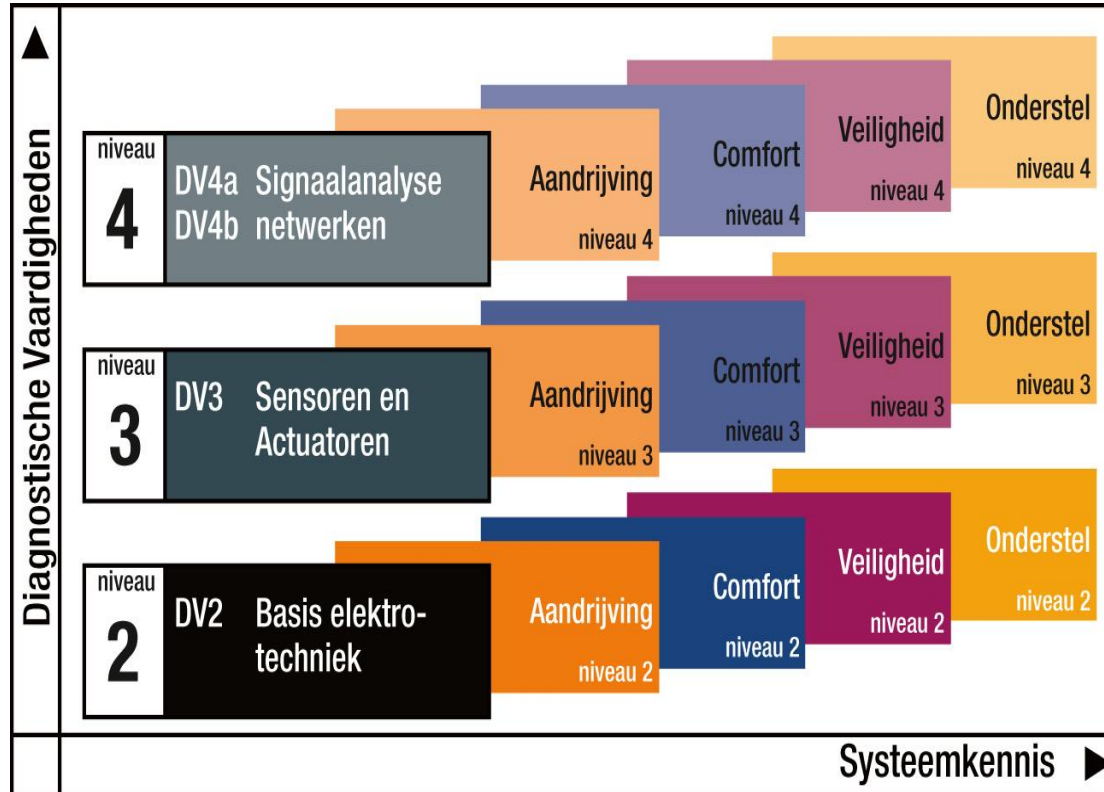 Diagnostische Vaardigheden
niveau
4
DV4a Signaalanalyse
DV4b netwerken
Aandrijving
niveau 4
Comfort
niveau 4
Veiligheid
niveau 4
Onderstel
niveau 4
niveau
3
DV3 Sensoren en
Actuatoren
Aandrijving
niveau 3
Comfort
niveau 3
Veiligheid
niveau 3
Onderstel
niveau 3
niveau
2
DV2 Basis elektro-
techniek
Aandrijving
niveau 2
Comfort
niveau 2
Veiligheid
niveau 2
Onderstel
niveau 2
Systeemkennis